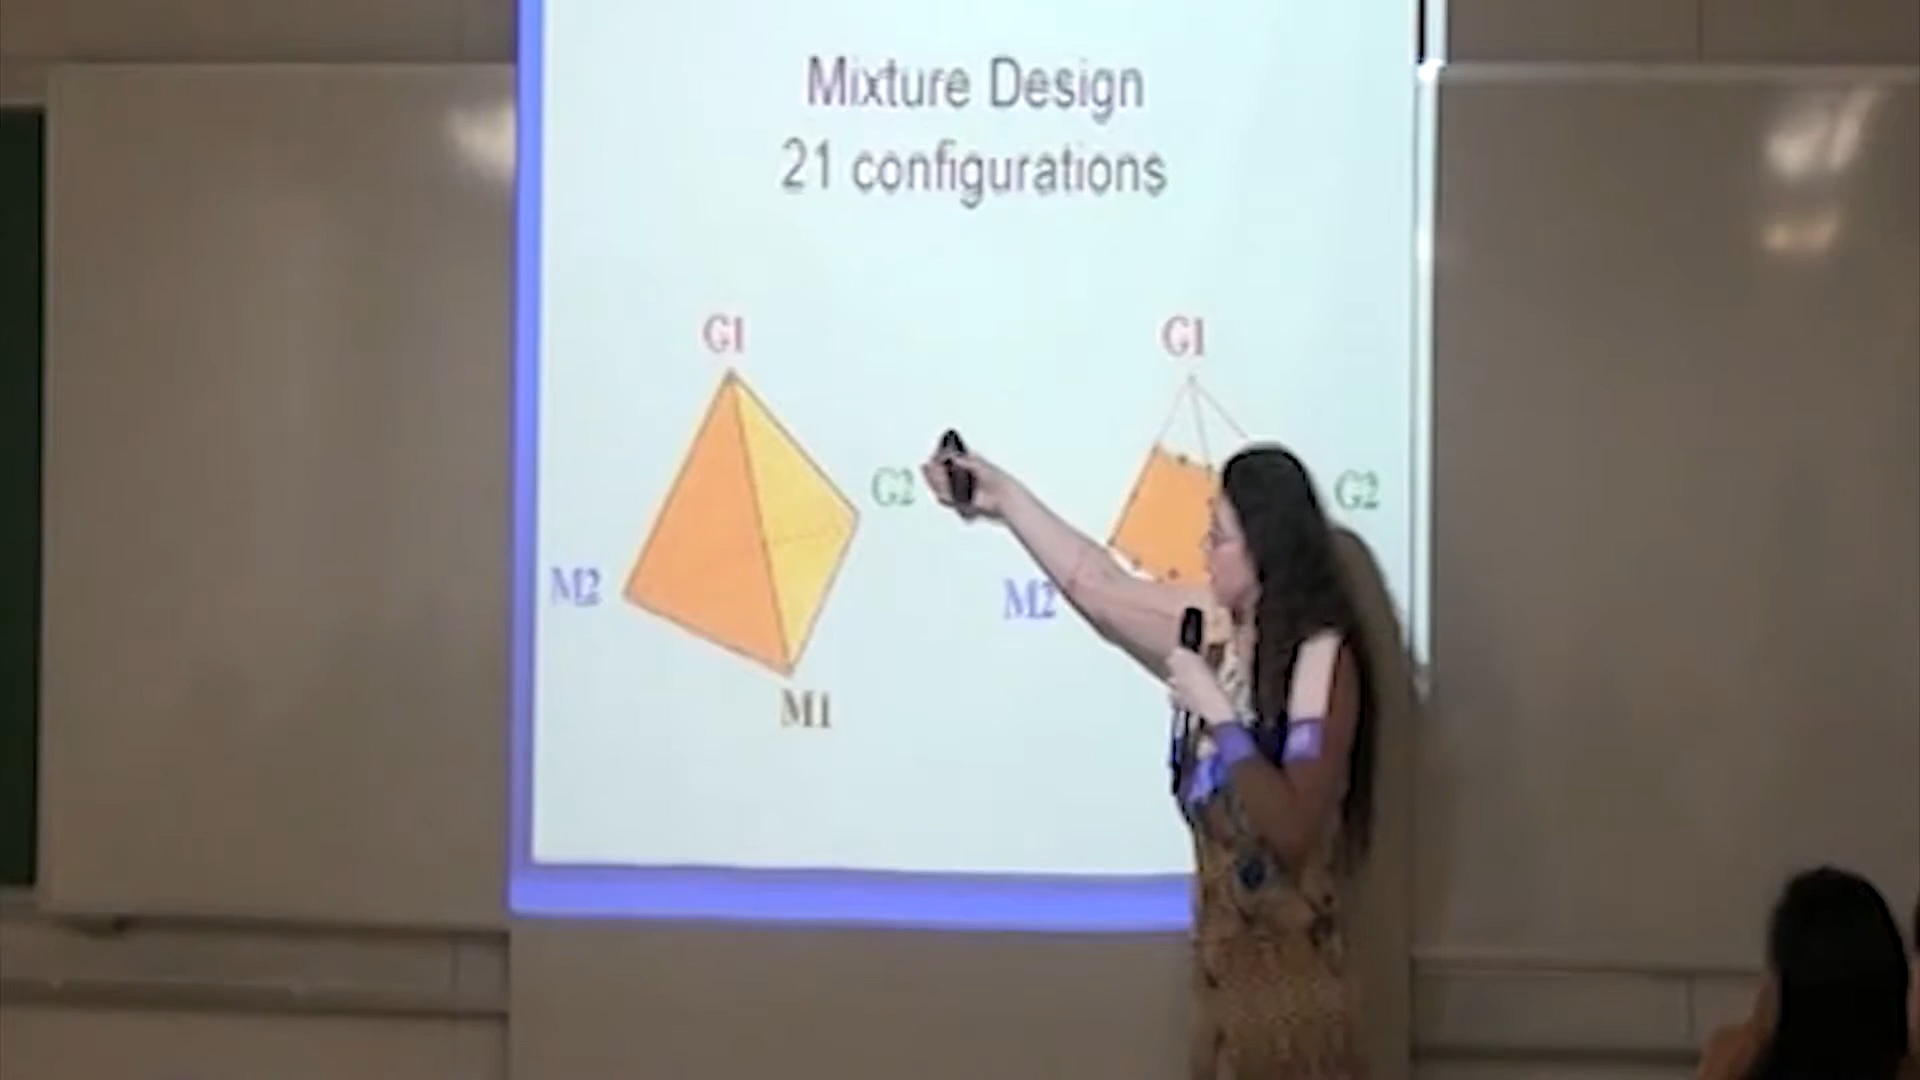 Mixture Design
21 configurations
G1
G2
M2
M1
G1
G2
M2